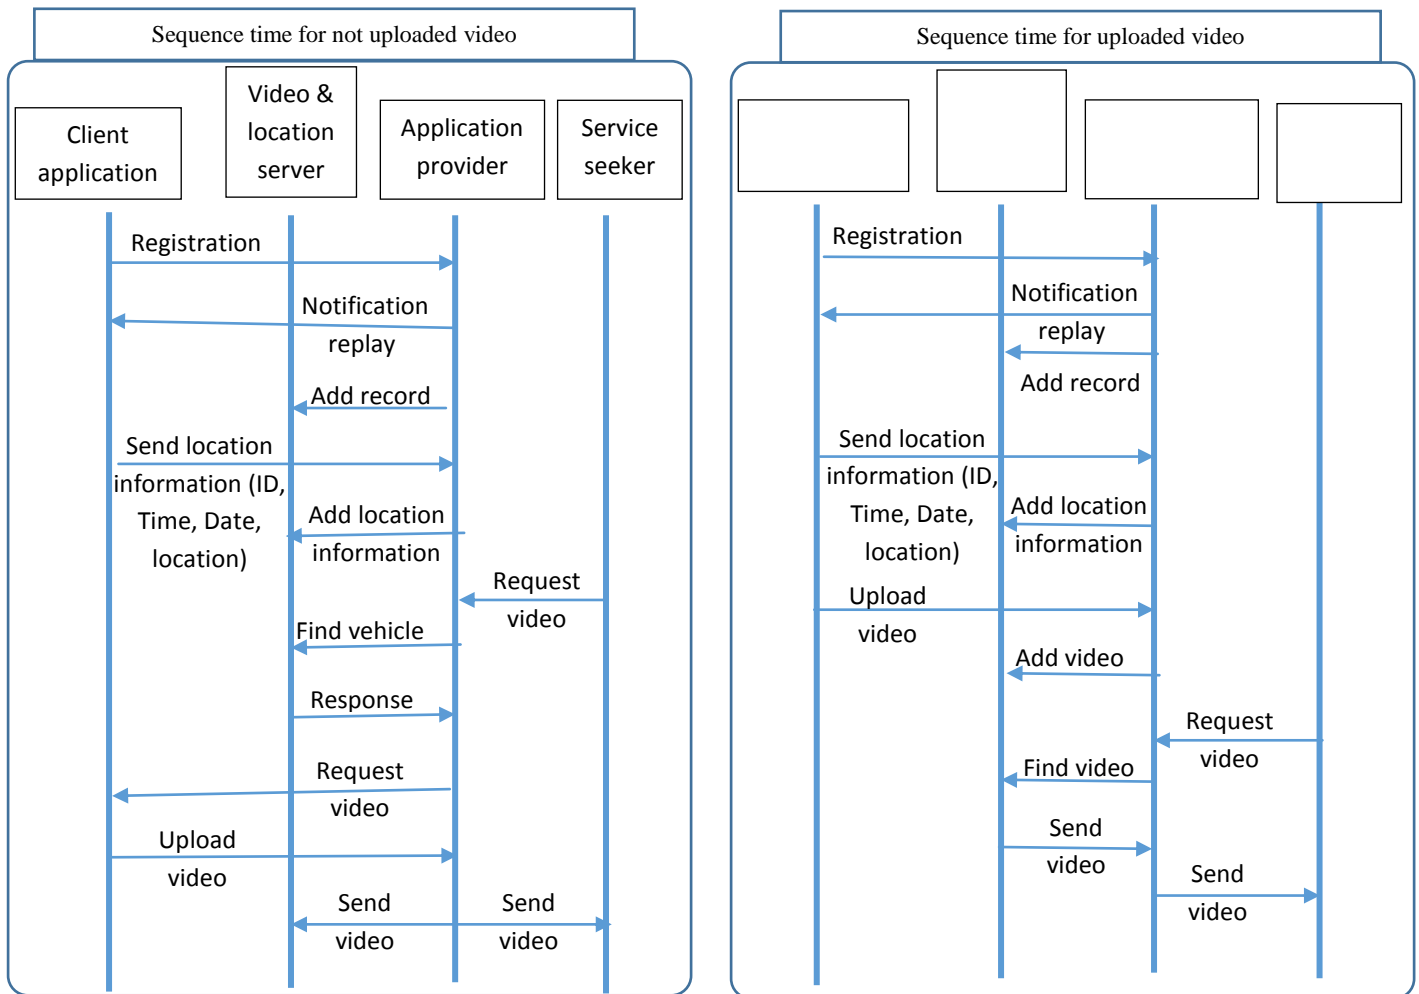 Sequence time for not uploaded video
Client
application
Video &
location
server
Application
provider
Service
seeker
Registration
Notification
replay
Add record
Send location
information (ID,
Time, Date,
location)
Add location
information
Request
video
Find vehicle
Response
Request
video
Upload
video
Send
video
Send
video
Sequence time for uploaded video
Registration
Notification
replay
Add record
Send location
information (ID,
Time, Date,
location)
Add location
information
Upload
video
Add video
Request
video
Find video
Send
video
Send
video